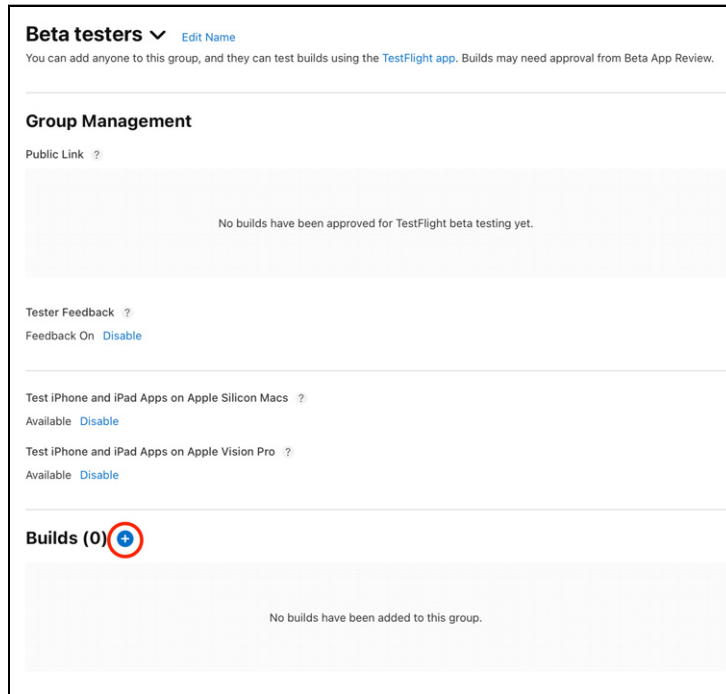 Beta testers Edit Name
You can add anyone to this group, and they can test builds using the TestFlight app. Builds may need approval from Beta App Review.
Group Management
Public Link ?
No builds have been approved for TestFlight beta testing yet.
Tester Feedback ?
Feedback On Disable
Test iPhone and iPad Apps on Apple Silicon Macs ?
Available Disable
Test iPhone and iPad Apps on Apple Vision Pro ?
Available Disable
Builds (0) +
No builds have been added to this group.